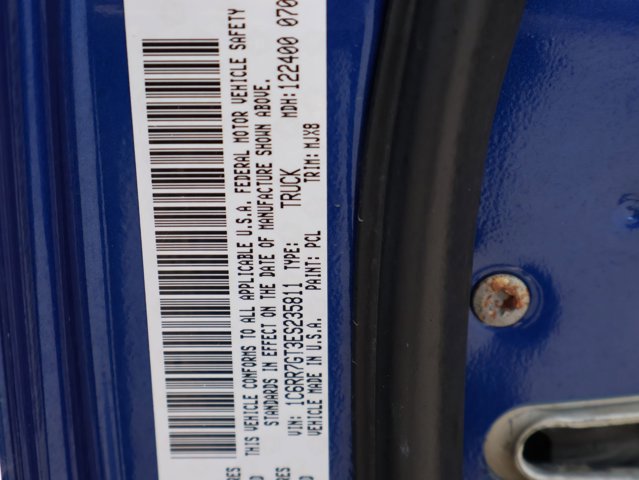 THIS VEHICLE CONFORMS TO ALL APPLICABLE U.S.A. FEDERAL MOTOR VEHICLE SAFETY
STANDARDS IN EFFECT ON THE DATE OF MANUFACTURE SHOWN ABOVE.
VIN: 1C6RR7GT3ES235811 TYPE: TRUCK MDH:122400 070
VEHICLE MADE IN U.S.A. PAINT: PCL TRIM: MJX8